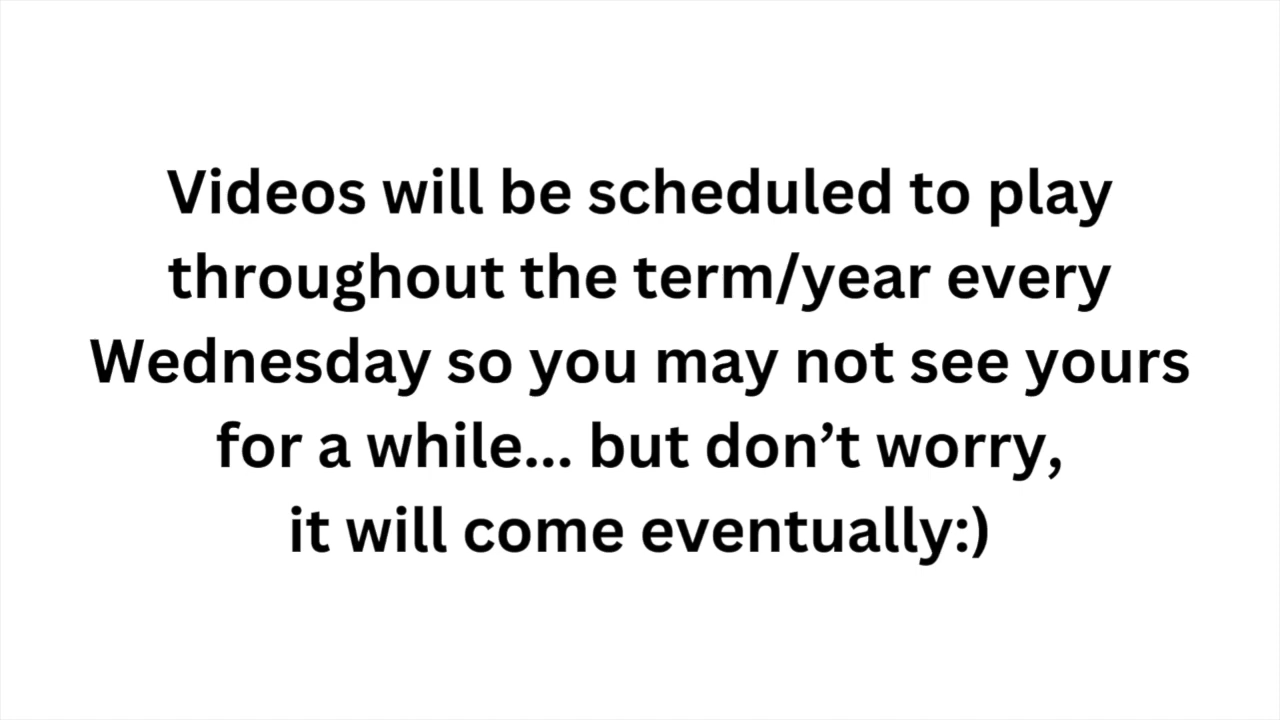 Videos will be scheduled to play
throughout the term/year every
Wednesday so you may not see yours
for a while... but don’t worry,
it will come eventually:)